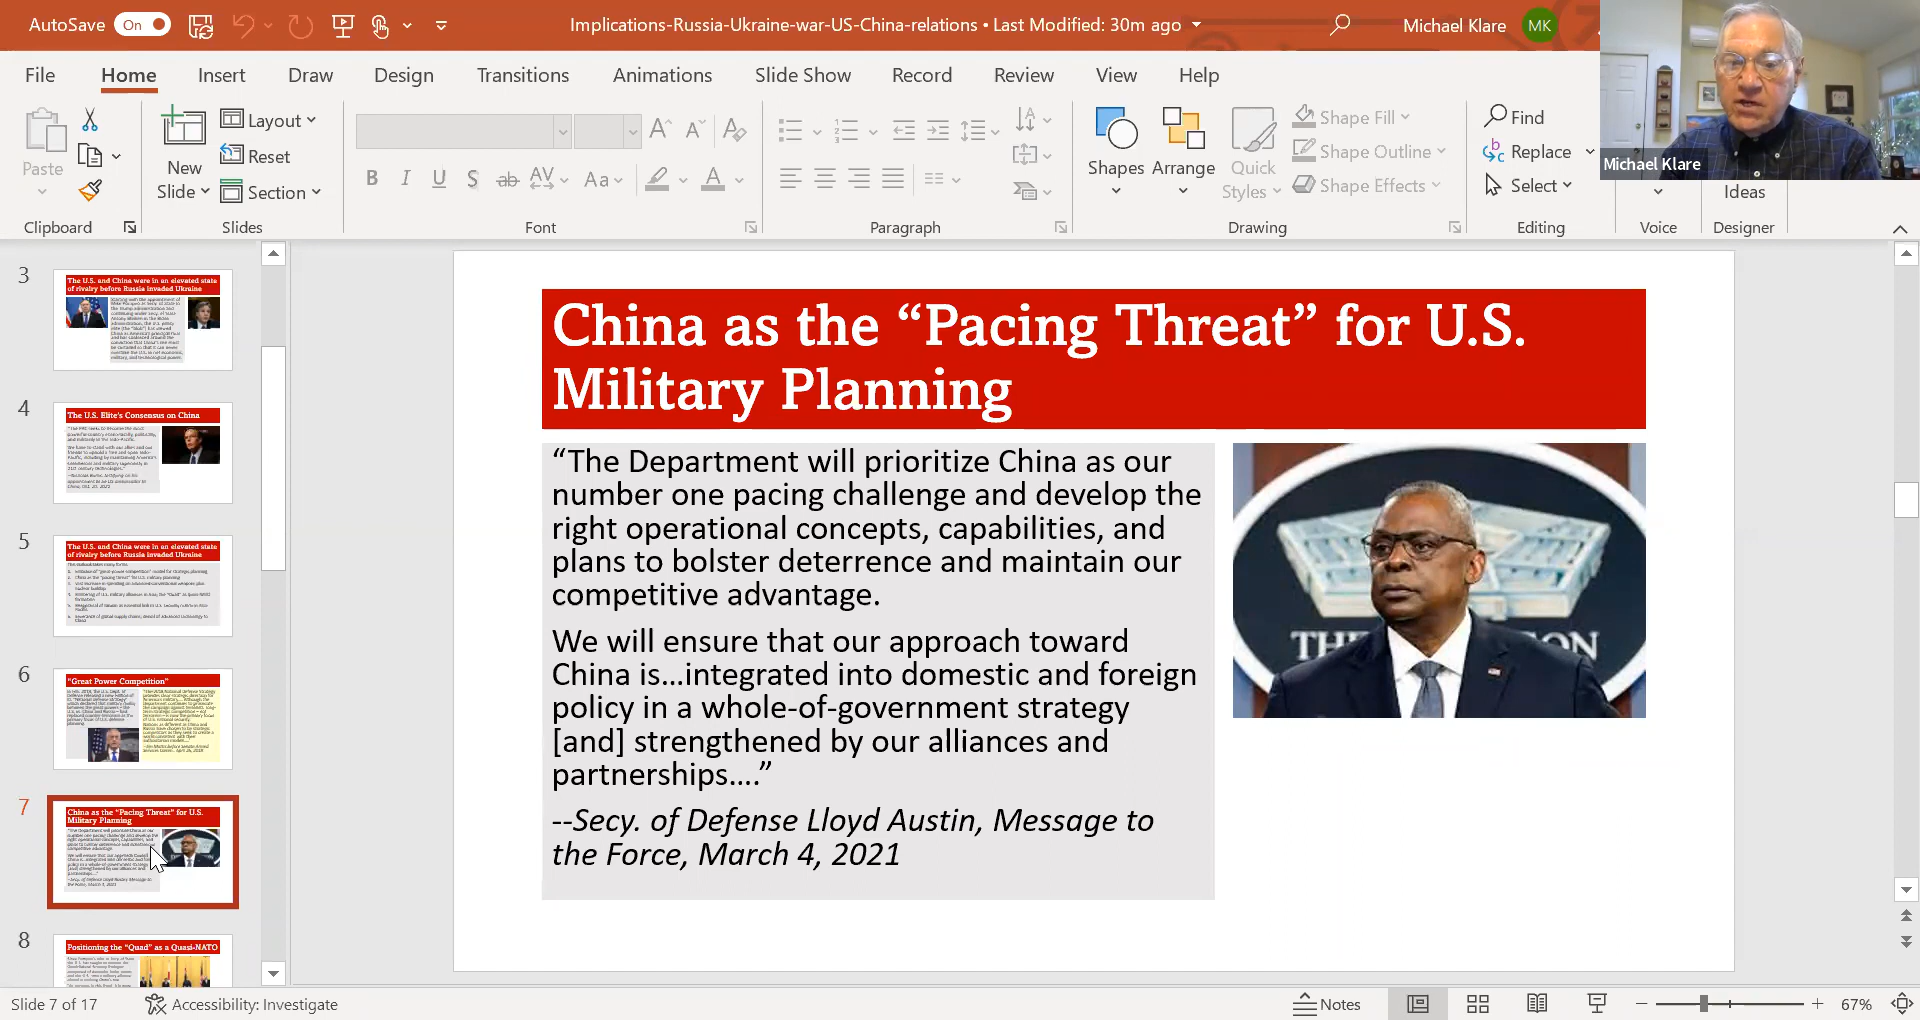 AutoSave On
Implications-Russia-Ukraine-war-US-China-relations • Last Modified: 30m ago
Michael Klare MK
File Home Insert Draw Design Transitions Animations Slide Show Record Review View Help
Paste
Clipboard
New Slide
Layout
Reset
Section
Slides
Font
Paragraph
Shapes
Arrange
Quick Styles
Shape Fill
Shape Outline
Shape Effects
Drawing
Find
Replace
Select
Editing
Voice
Ideas
Designer
Michael Klare
3
The U.S. and China were in an elevated state
of rivalry before Russia invaded Ukraine
4
The U.S. Elite's Consensus on China
5
The U.S. and China were in an elevated state
of rivalry before Russia invaded Ukraine
6
“Great Power Competition”
7
China as the “Pacing Threat” for U.S.
Military Planning
8
Positioning the “Quad” as a Quasi-NATO
China as the “Pacing Threat” for U.S.
Military Planning
“The Department will prioritize China as our
number one pacing challenge and develop the
right operational concepts, capabilities, and
plans to bolster deterrence and maintain our
competitive advantage.
We will ensure that our approach toward
China is...integrated into domestic and foreign
policy in a whole-of-government strategy
[and] strengthened by our alliances and
partnerships....”
--Secy. of Defense Lloyd Austin, Message to
the Force, March 4, 2021
Slide 7 of 17
Accessibility: Investigate
Notes
67%